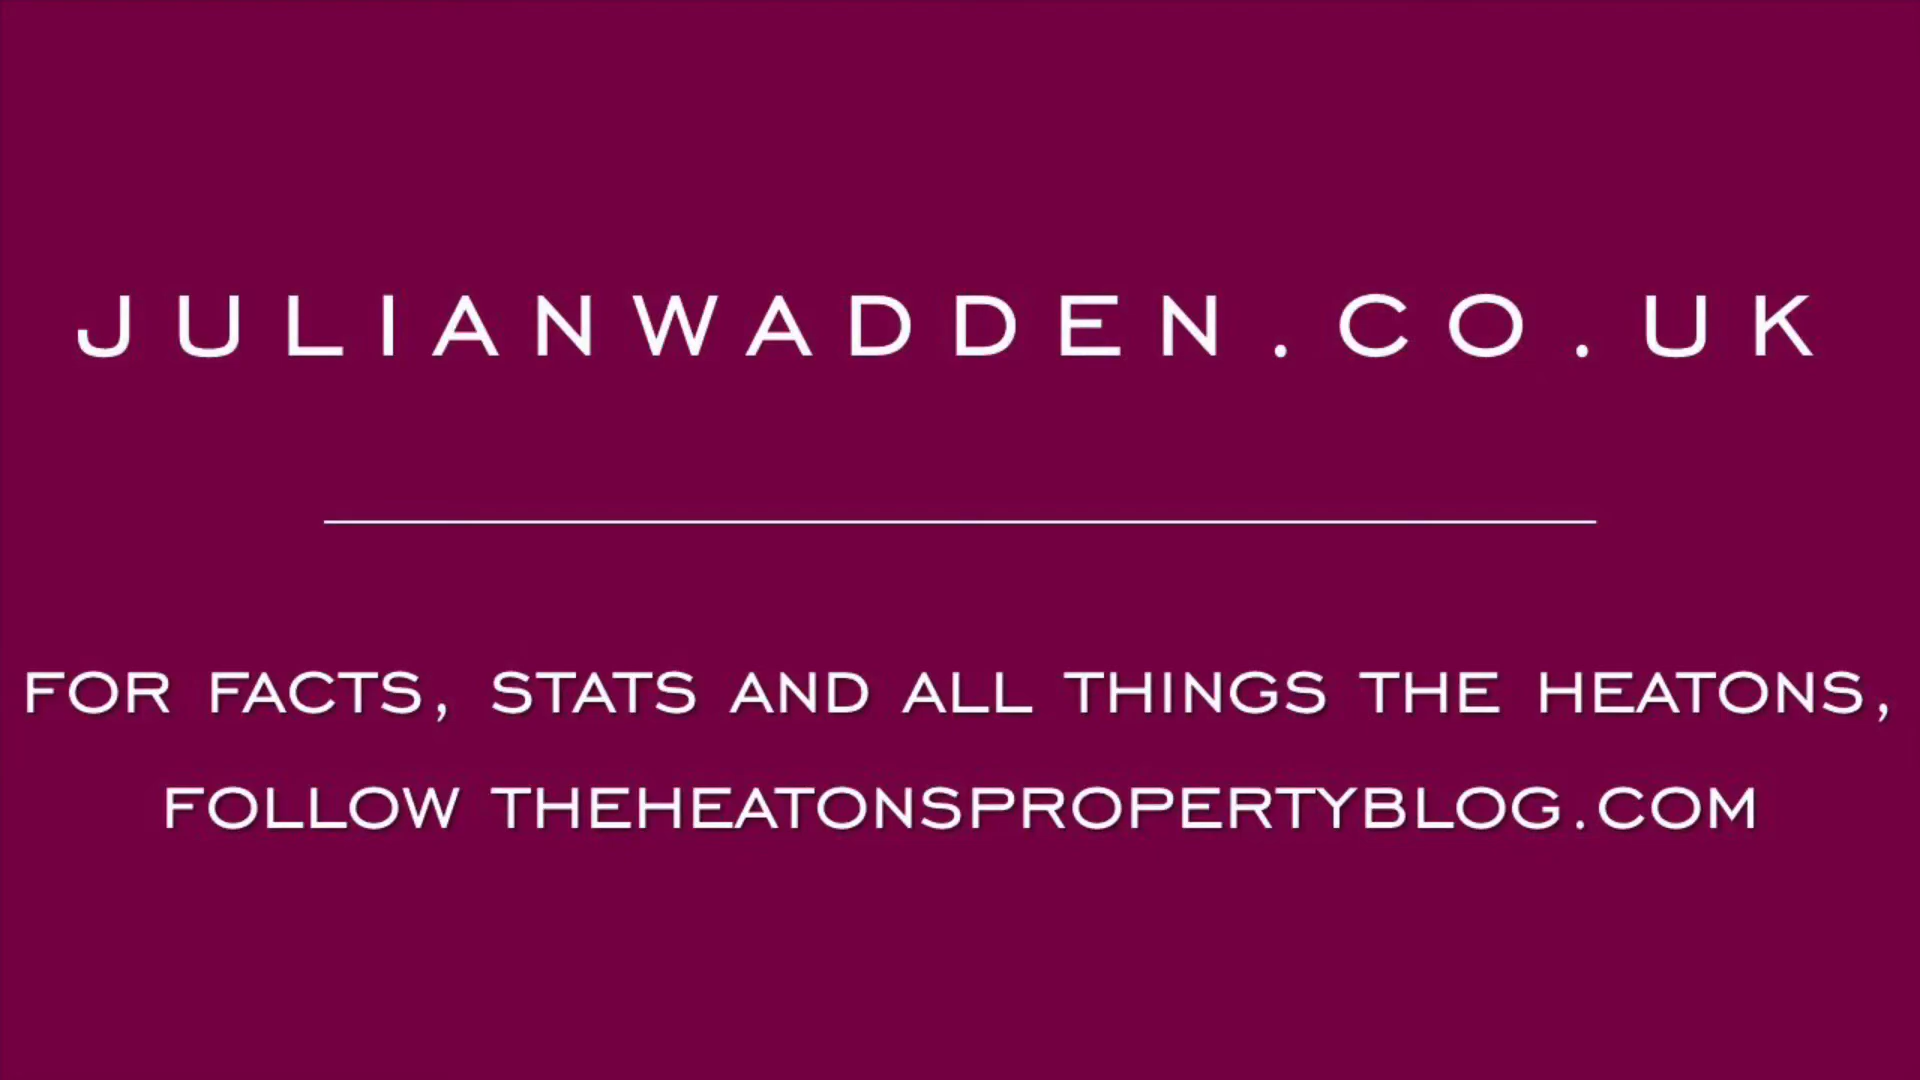 JULIANWADDEN.CO.UK
FOR FACTS, STATS AND ALL THINGS THE HEATONS,
FOLLOW THEHEATONSPROPERTYBLOG.COM